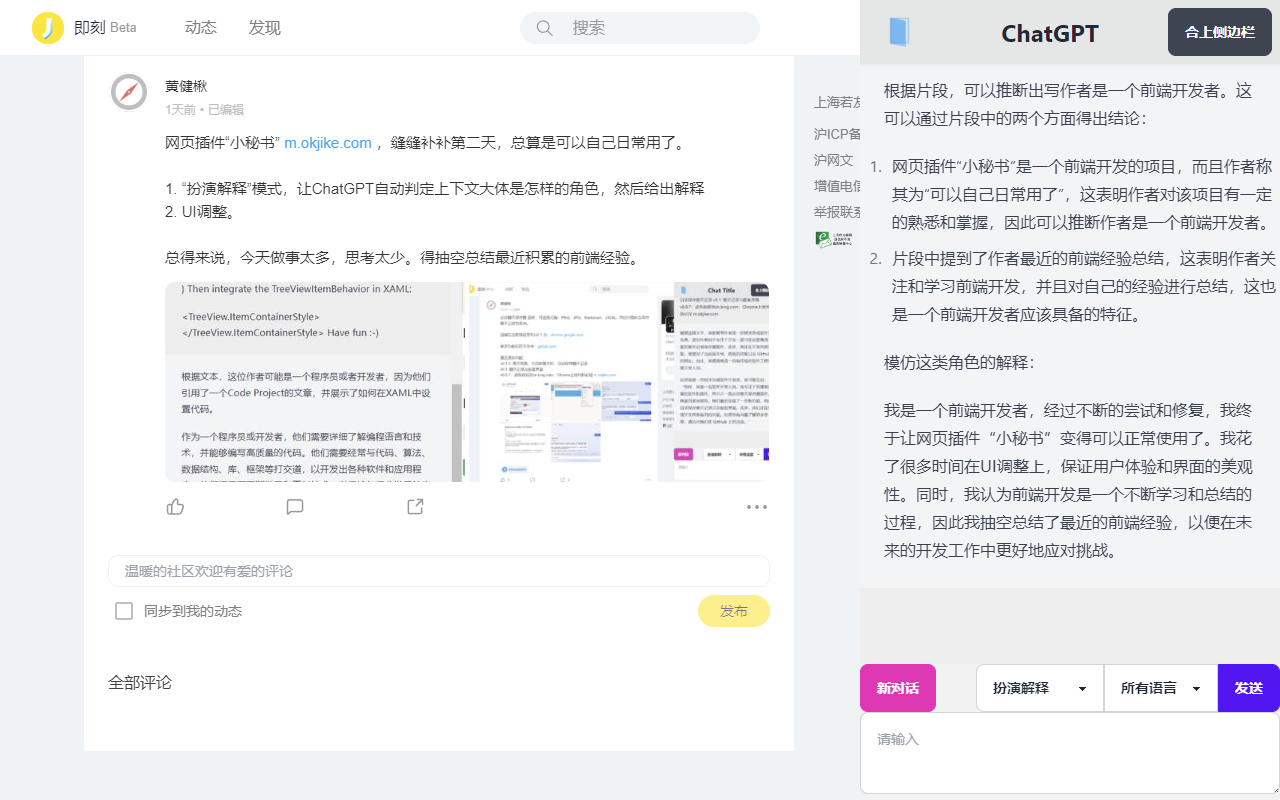 即刻 Beta
动态
发现
搜索
黄健楸
1天前 • 已编辑
网页插件“小秘书” m.okjike.com ，缝缝补补第二天，总算是可以自己日常用了。
1. “扮演解释”模式，让ChatGPT自动判定上下文大体是怎样的角色，然后给出解释
2. UI调整。
总得来说，今天做事太多，思考太少。得抽空总结最近积累的前端经验。
} Then integrate the TreeViewItemBehavior in XAML:
<TreeView.ItemContainerStyle>
</TreeView.ItemContainerStyle> Have fun :-)
根据文本，这位作者可能是一个程序员或者开发者，因为他们
引用了一个Code Project的文章，并展示了如何在XAML中设
置代码。
作为一个程序员或开发者，他们需要详细了解编程语言和技
术，并能够编写高质量的代码。他们需要经常与代码、算法、
数据结构、库、框架等打交道，以开发出各种软件和应用程
Chat Title
温暖的社区欢迎有爱的评论
同步到我的动态
发布
全部评论
上海若友
沪ICP备
沪网文
增值电信
举报联系
ChatGPT
合上侧边栏
根据片段，可以推断出写作者是一个前端开发者。这
可以通过片段中的两个方面得出结论：
1. 网页插件“小秘书”是一个前端开发的项目，而且作者称
其为“可以自己日常用了”，这表明作者对该项目有一定
的熟悉和掌握，因此可以推断作者是一个前端开发者。
2. 片段中提到了作者最近的前端经验总结，这表明作者关
注和学习前端开发，并且对自己的经验进行总结，这也
是一个前端开发者应该具备的特征。
模仿这类角色的解释：
我是一个前端开发者，经过不断的尝试和修复，我终
于让网页插件“小秘书”变得可以正常使用了。我花
了很多时间在UI调整上，保证用户体验和界面的美观
性。同时，我认为前端开发是一个不断学习和总结的
过程，因此我抽空总结了最近的前端经验，以便在未
来的开发工作中更好地应对挑战。
新对话
扮演解释
所有语言
发送
请输入